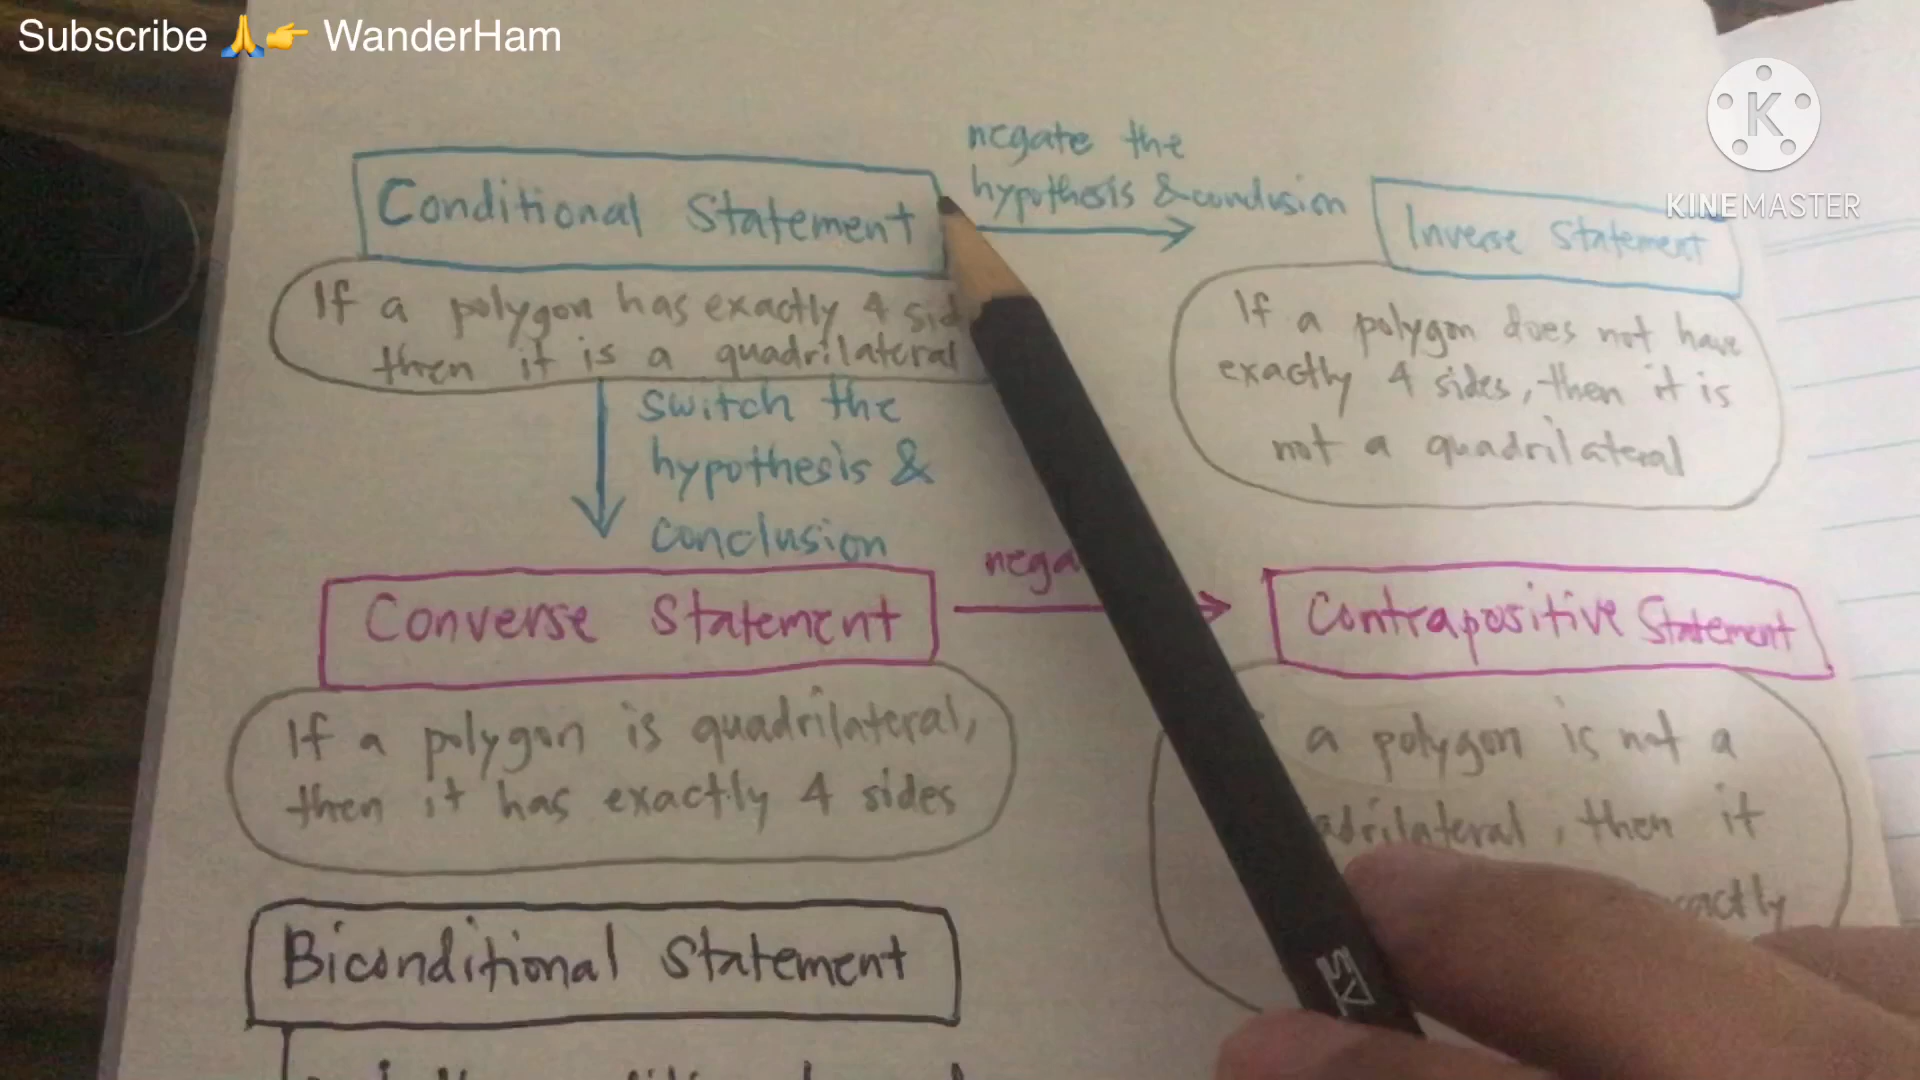 Subscribe 🙏👉 WanderHam
KINEMASTER
negate the
hypothesis & conclusion
Conditional Statement
Inverse Statement
If a polygon has exactly 4
then it is a quadrilateral
If a polygon does not have
exactly 4 sides, then it is
not a quadrilateral
switch the
hypothesis &
conclusion
Converse Statement
Contrapositive Statement
If a polygon is quadrilateral,
then it has exactly 4 sides
a polygon is not a
then it
Biconditional Statement